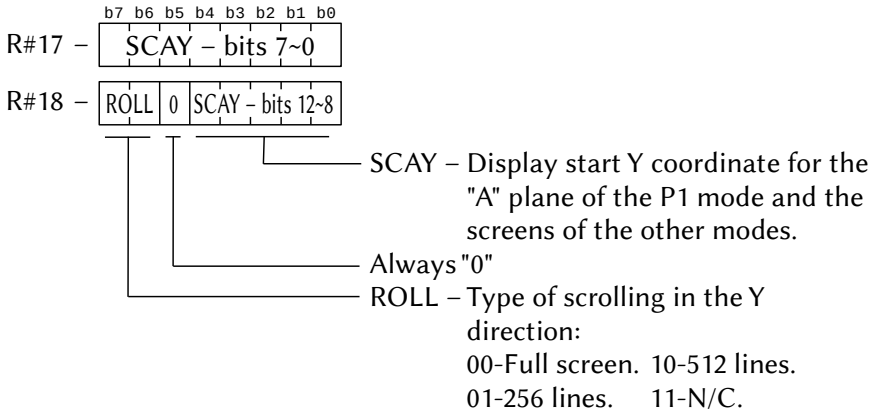 b7 b6 b5 b4 b3 b2 b1 b0
R#17 – SCAY – bits 7~0
R#18 – ROLL 0 SCAY – bits 12~8
SCAY – Display start Y coordinate for the
"A" plane of the P1 mode and the
screens of the other modes.
Always "0"
ROLL – Type of scrolling in the Y
direction:
00-Full screen. 10-512 lines.
01-256 lines. 11-N/C.